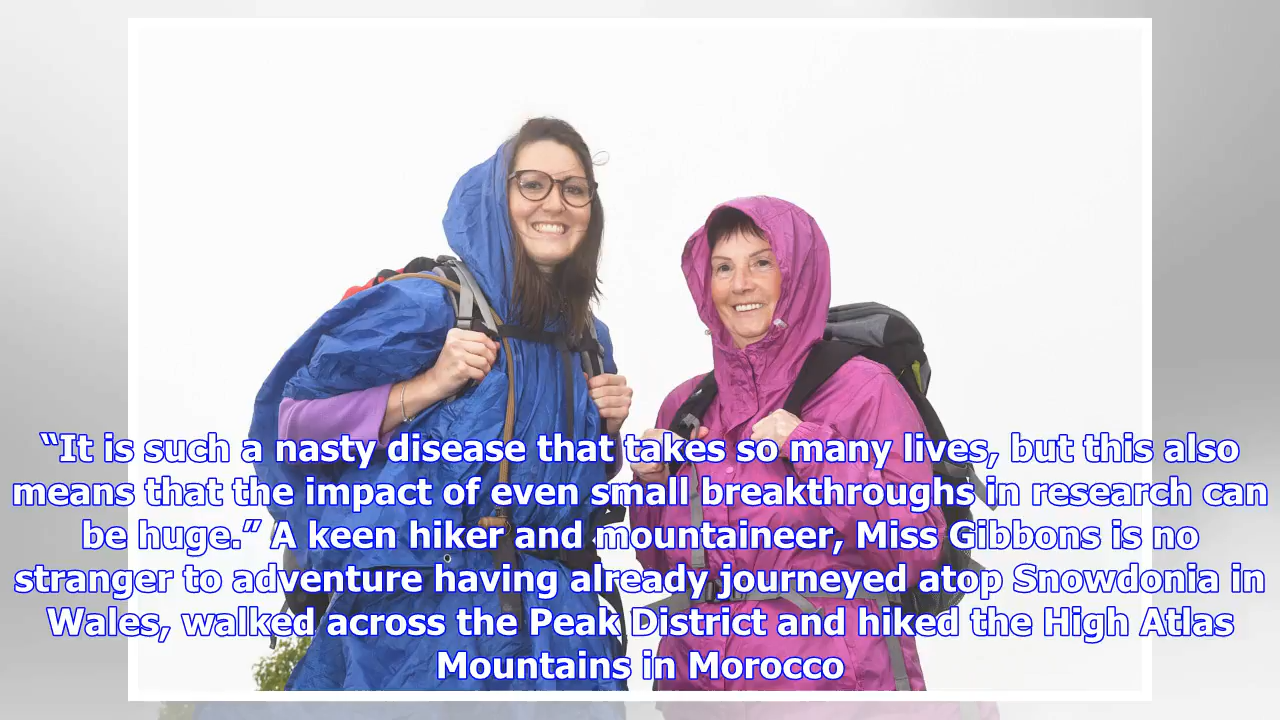 “It is such a nasty disease that takes so many lives, but this also
means that the impact of even small breakthroughs in research can
be huge.” A keen hiker and mountaineer, Miss Gibbons is no
stranger to adventure having already journeyed atop Snowdonia in
Wales, walked across the Peak District and hiked the High Atlas
Mountains in Morocco